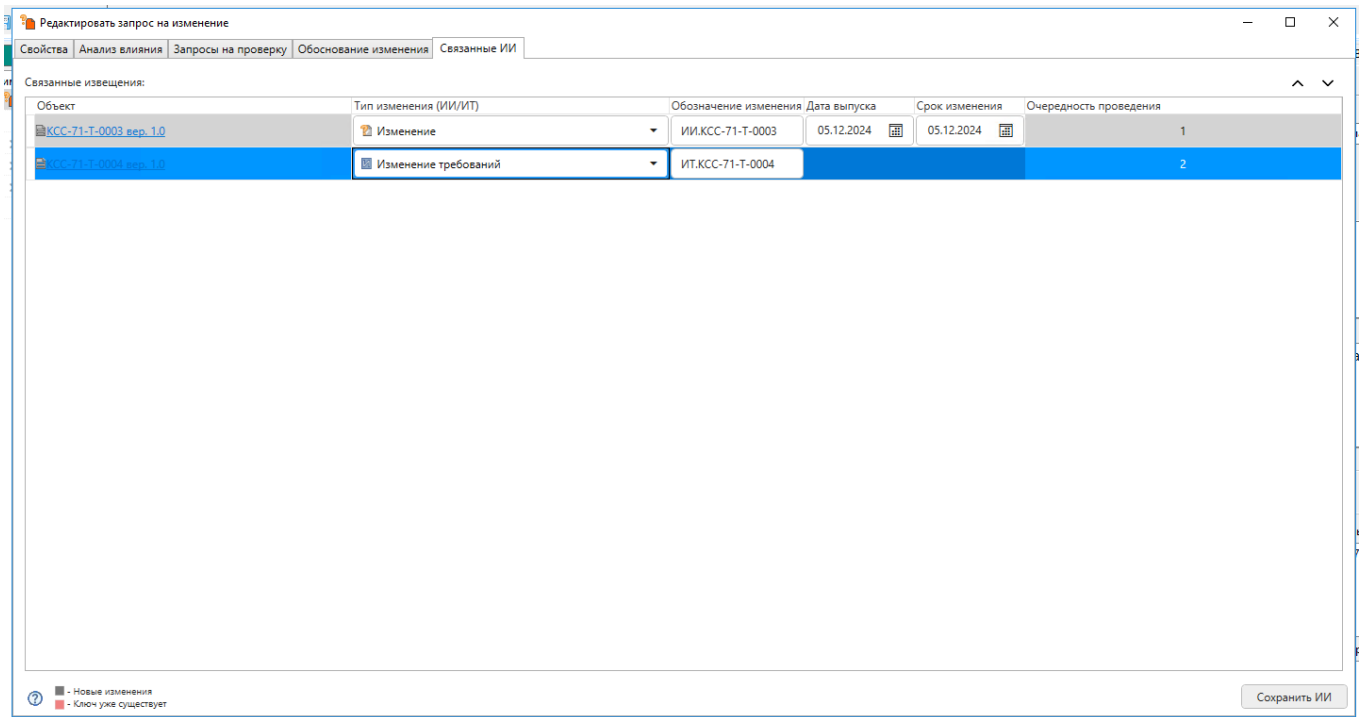 Редактировать запрос на изменение
Свойства Анализ влияния Запросы на проверку Обоснование изменения Связанные ИИ
Связанные извещения:
Объект Тип изменения (ИИ/ИТ) Обозначение изменения Дата выпуска Срок изменения Очередность проведения
КСС-71-Т-0003 вер. 1.0 Изменение ИИ.КСС-71-Т-0003 05.12.2024 05.12.2024 1
КСС-71-Т-0004 вер. 1.0 Изменение требований ИТ.КСС-71-Т-0004 2
- Новые изменения
- Ключ уже существует
Сохранить ИИ